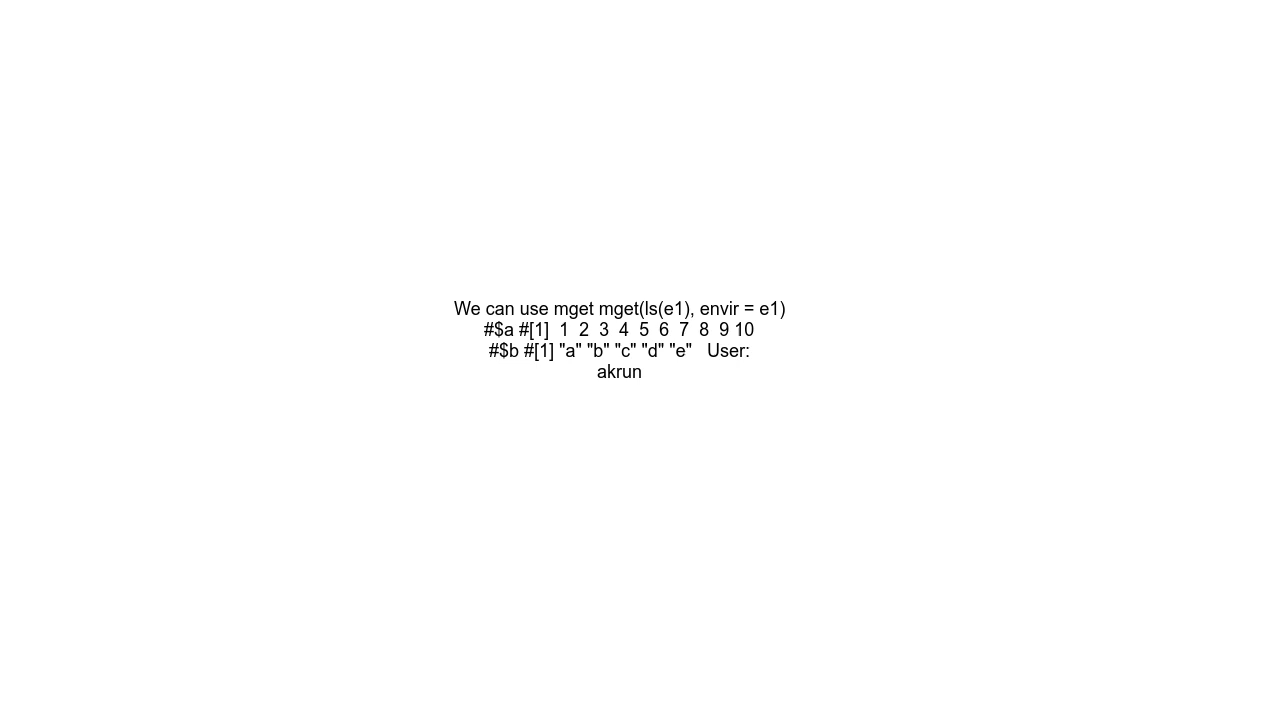 We can use mget mget(ls(e1), envir = e1)
#$a #[1]  1  2  3  4  5  6  7  8  9 10
#$b #[1] "a" "b" "c" "d" "e"   User:
akrun